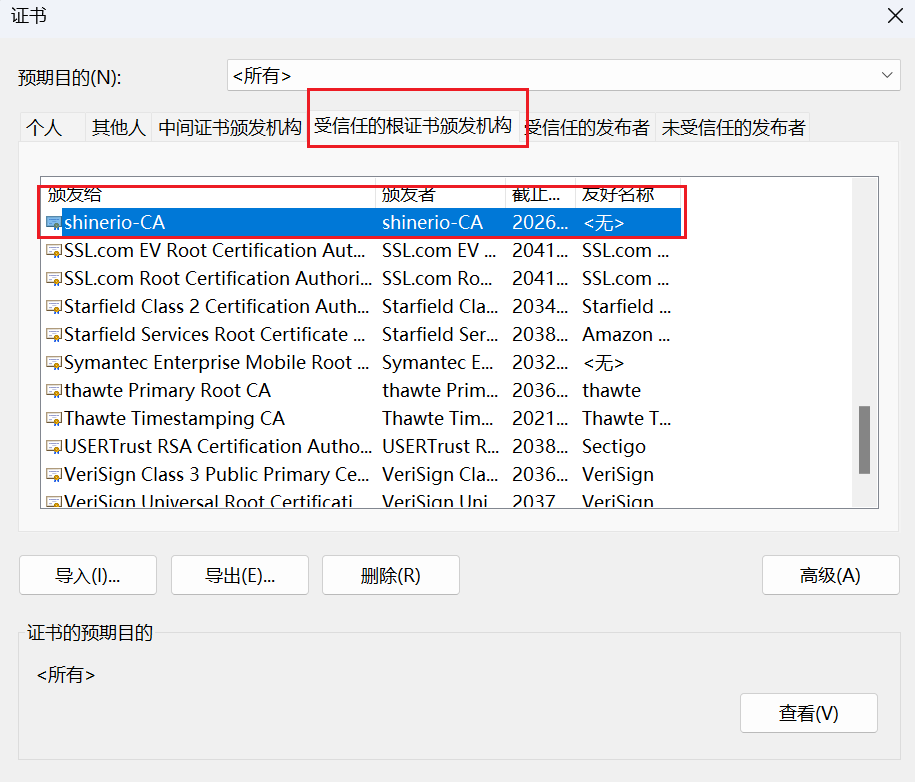 证书
预期目的(N): <所有>
个人 其他人 中间证书颁发机构 受信任的根证书颁发机构 受信任的发布者 未受信任的发布者
颁发给 颁发者 截止... 友好名称
shinerio-CA shinerio-CA 2026... <无>
SSL.com EV Root Certification Aut... SSL.com EV ... 2041... SSL.com ...
SSL.com Root Certification Authori... SSL.com Ro... 2041... SSL.com ...
Starfield Class 2 Certification Auth... Starfield Cla... 2034... Starfield ...
Starfield Services Root Certificate ... Starfield Ser... 2038... Amazon ...
Symantec Enterprise Mobile Root ... Symantec E... 2032... <无>
thawte Primary Root CA thawte Prim... 2036... thawte
Thawte Timestamping CA Thawte Tim... 2021... Thawte T...
USERTrust RSA Certification Autho... USERTrust R... 2038... Sectigo
VeriSign Class 3 Public Primary Ce... VeriSign Cla... 2036... VeriSign
VeriSign Universal Root Certificati... VeriSign Uni... 2037... VeriSign
导入(I)... 导出(E)... 删除(R) 高级(A)
证书的预期目的
<所有>
查看(V)